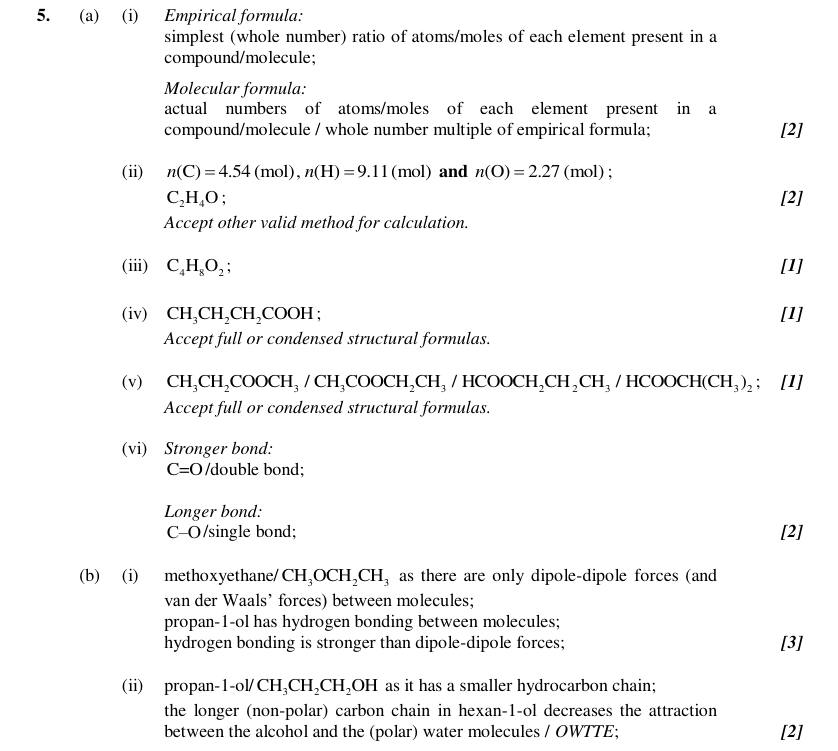 5. (a) (i) Empirical formula:
simplest (whole number) ratio of atoms/moles of each element present in a
compound/molecule;
Molecular formula:
actual numbers of atoms/moles of each element present in a
compound/molecule / whole number multiple of empirical formula; [2]
(ii) n(C) = 4.54 (mol), n(H) = 9.11 (mol) and n(O) = 2.27 (mol);
C₂H₄O; [2]
Accept other valid method for calculation.
(iii) C₄H₈O₂; [1]
(iv) CH₃CH₂CH₂COOH; [1]
Accept full or condensed structural formulas.
(v) CH₃CH₂COOCH₃ / CH₃COOCH₂CH₃ / HCOOCH₂CH₂CH₃ / HCOOCH(CH₃)₂; [1]
Accept full or condensed structural formulas.
(vi) Stronger bond:
C=O/double bond;
Longer bond:
C–O/single bond; [2]
(b) (i) methoxyethane/ CH₃OCH₂CH₃ as there are only dipole-dipole forces (and
van der Waals’ forces) between molecules;
propan-1-ol has hydrogen bonding between molecules;
hydrogen bonding is stronger than dipole-dipole forces; [3]
(ii) propan-1-ol/ CH₃CH₂CH₂OH as it has a smaller hydrocarbon chain;
the longer (non-polar) carbon chain in hexan-1-ol decreases the attraction
between the alcohol and the (polar) water molecules / OWTTE; [2]